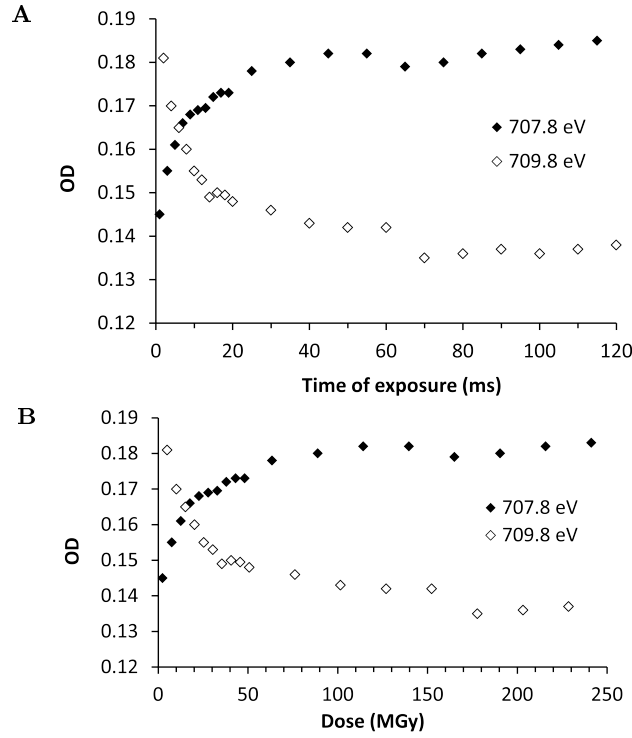 A
0.19
0.18
0.17
0.16
0.15
0.14
0.13
0.12
OD
707.8 eV
709.8 eV
0 20 40 60 80 100 120
Time of exposure (ms)
B
0.19
0.18
0.17
0.16
0.15
0.14
0.13
0.12
OD
707.8 eV
709.8 eV
0 50 100 150 200 250
Dose (MGy)